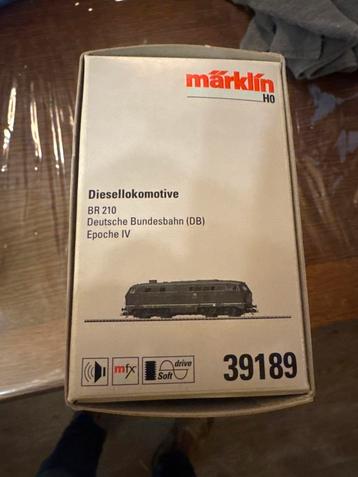 märklin
H0
Diesellokomotive
BR 210
Deutsche Bundesbahn (DB)
Epoche IV
mfx
drive
Soft
39189